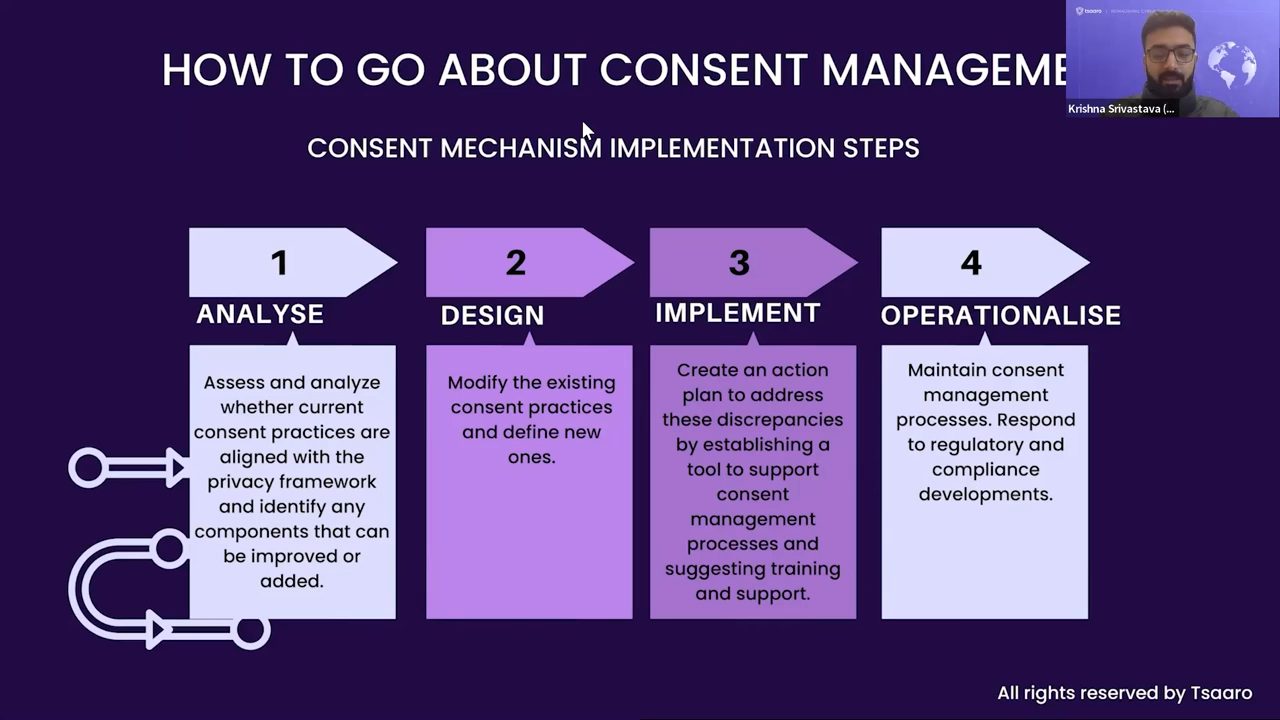 tsaaro
HOW TO GO ABOUT CONSENT MANAGEME
Krishna Srivastava (...
CONSENT MECHANISM IMPLEMENTATION STEPS
1
2
3
4
ANALYSE
DESIGN
IMPLEMENT
OPERATIONALISE
Assess and analyze
whether current
consent practices are
aligned with the
privacy framework
and identify any
components that can
be improved or
added.
Modify the existing
consent practices
and define new
ones.
Create an action
plan to address
these discrepancies
by establishing a
tool to support
consent
management
processes and
suggesting training
and support.
Maintain consent
management
processes. Respond
to regulatory and
compliance
developments.
All rights reserved by Tsaaro